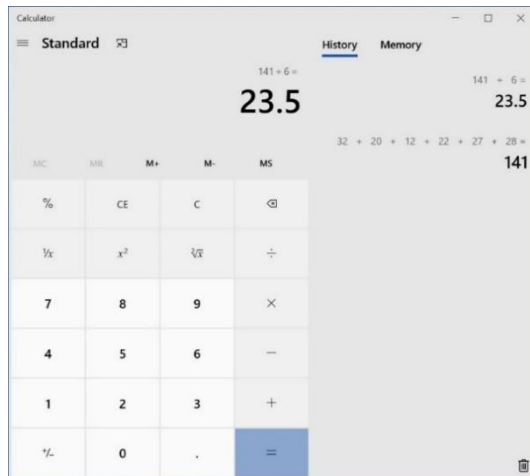 Calculator
Standard
History Memory
141 ÷ 6 =
23.5
141 ÷ 6 =
23.5
32 + 20 + 12 + 22 + 27 + 28 =
141
MC MR M+ M- MS
% CE C
¹/x x² ²√x ÷
7 8 9 ×
4 5 6 −
1 2 3 +
+/− 0 . =